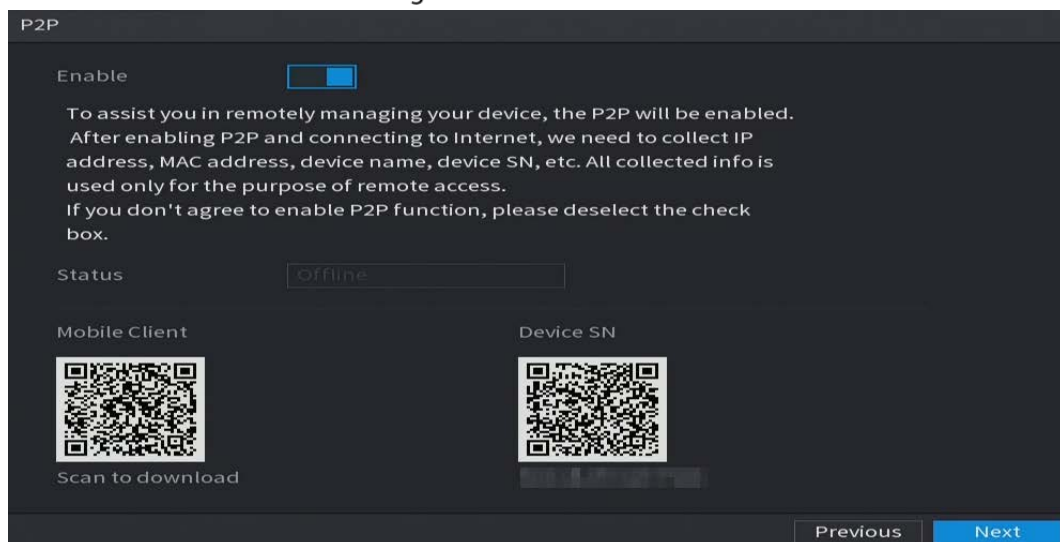 P2P
Enable
To assist you in remotely managing your device, the P2P will be enabled.
After enabling P2P and connecting to Internet, we need to collect IP
address, MAC address, device name, device SN, etc. All collected info is
used only for the purpose of remote access.
If you don't agree to enable P2P function, please deselect the check
box.
Status Offline
Mobile Client Device SN
Scan to download
Previous Next